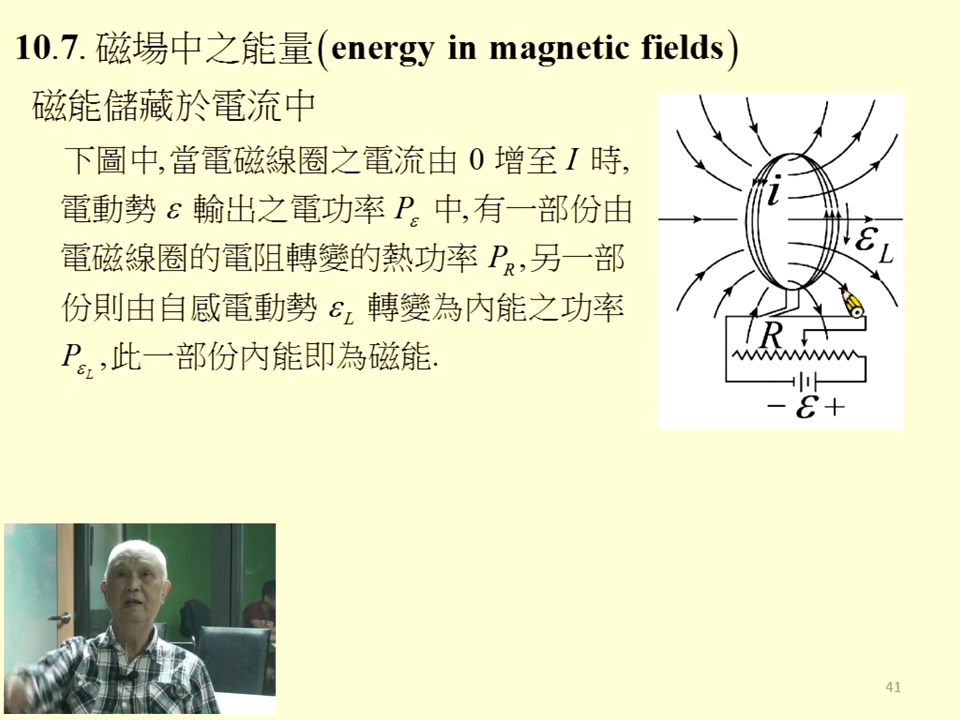 10.7. 磁場中之能量(energy in magnetic fields)
磁能儲藏於電流中
下圖中,當電磁線圈之電流由 0 增至 I 時,
電動勢 ε 輸出之電功率 Pε 中,有一部份由
電磁線圈的電阻轉變的熱功率 PR,另一部
份則由自感電動勢 εL 轉變為內能之功率
PεL,此一部份內能即為磁能.
i
εL
R
− ε +
41